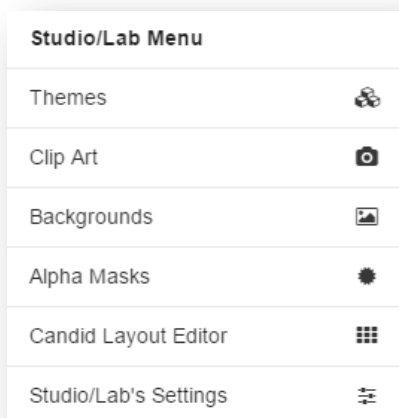 Studio/Lab Menu
Themes
Clip Art
Backgrounds
Alpha Masks
Candid Layout Editor
Studio/Lab's Settings